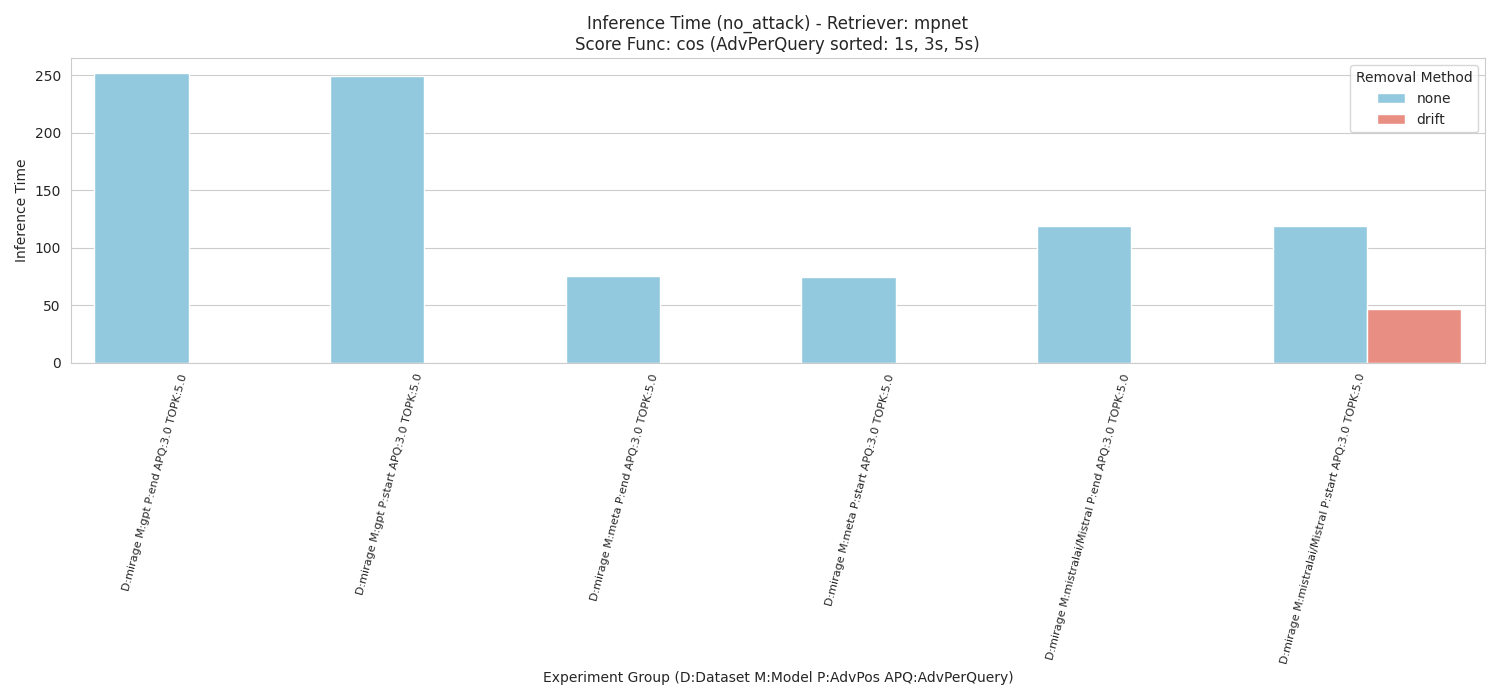 Inference Time (no_attack) - Retriever: mpnet
Score Func: cos (AdvPerQuery sorted: 1s, 3s, 5s)
Inference Time
250
200
150
100
50
0
Removal Method
none
drift
D:mirage M:gpt P:end APQ:3.0 TOPK:5.0
D:mirage M:gpt P:start APQ:3.0 TOPK:5.0
D:mirage M:meta P:end APQ:3.0 TOPK:5.0
D:mirage M:meta P:start APQ:3.0 TOPK:5.0
D:mirage M:mistralai/Mistral P:end APQ:3.0 TOPK:5.0
D:mirage M:mistralai/Mistral P:start APQ:3.0 TOPK:5.0
Experiment Group (D:Dataset M:Model P:AdvPos APQ:AdvPerQuery)